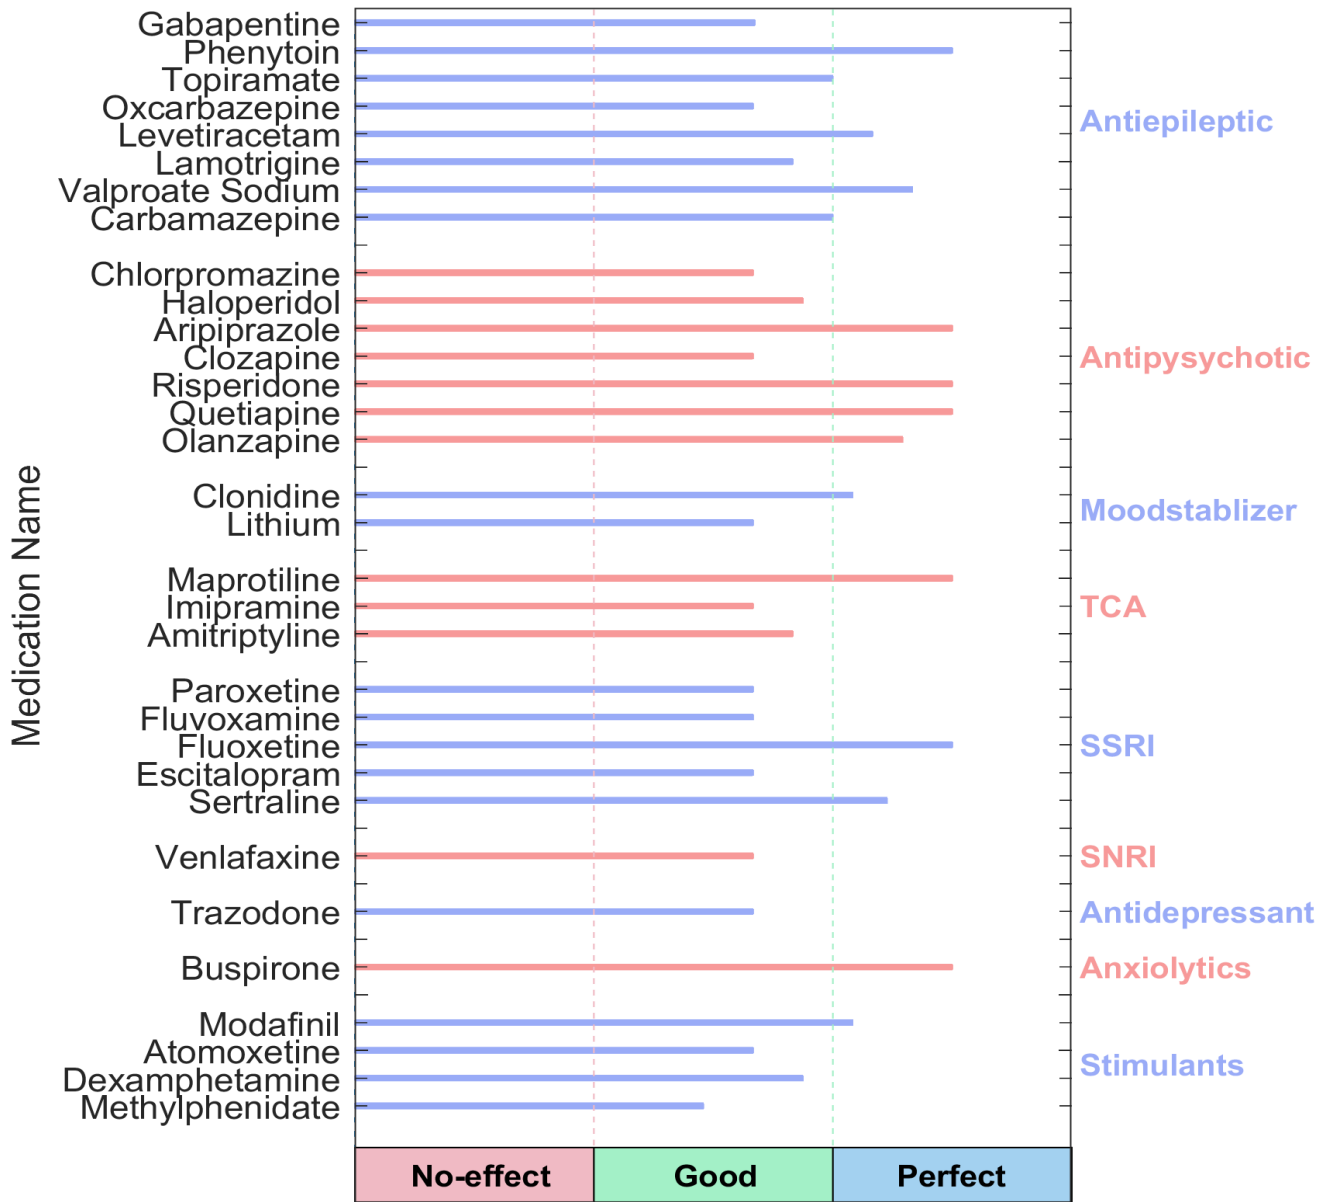 Gabapentine
Phenytoin
Topiramate
Oxcarbazepine
Levetiracetam
Antiepileptic
Lamotrigine
Valproate Sodium
Carbamazepine
Chlorpromazine
Haloperidol
Aripiprazole
Clozapine
Antipysychotic
Risperidone
Quetiapine
Olanzapine
Medication Name
Clonidine
Moodstablizer
Lithium
Maprotiline
Imipramine
TCA
Amitriptyline
Paroxetine
Fluvoxamine
Fluoxetine
SSRI
Escitalopram
Sertraline
Venlafaxine
SNRI
Trazodone
Antidepressant
Buspirone
Anxiolytics
Modafinil
Atomoxetine
Stimulants
Dexamphetamine
Methylphenidate
No-effect
Good
Perfect